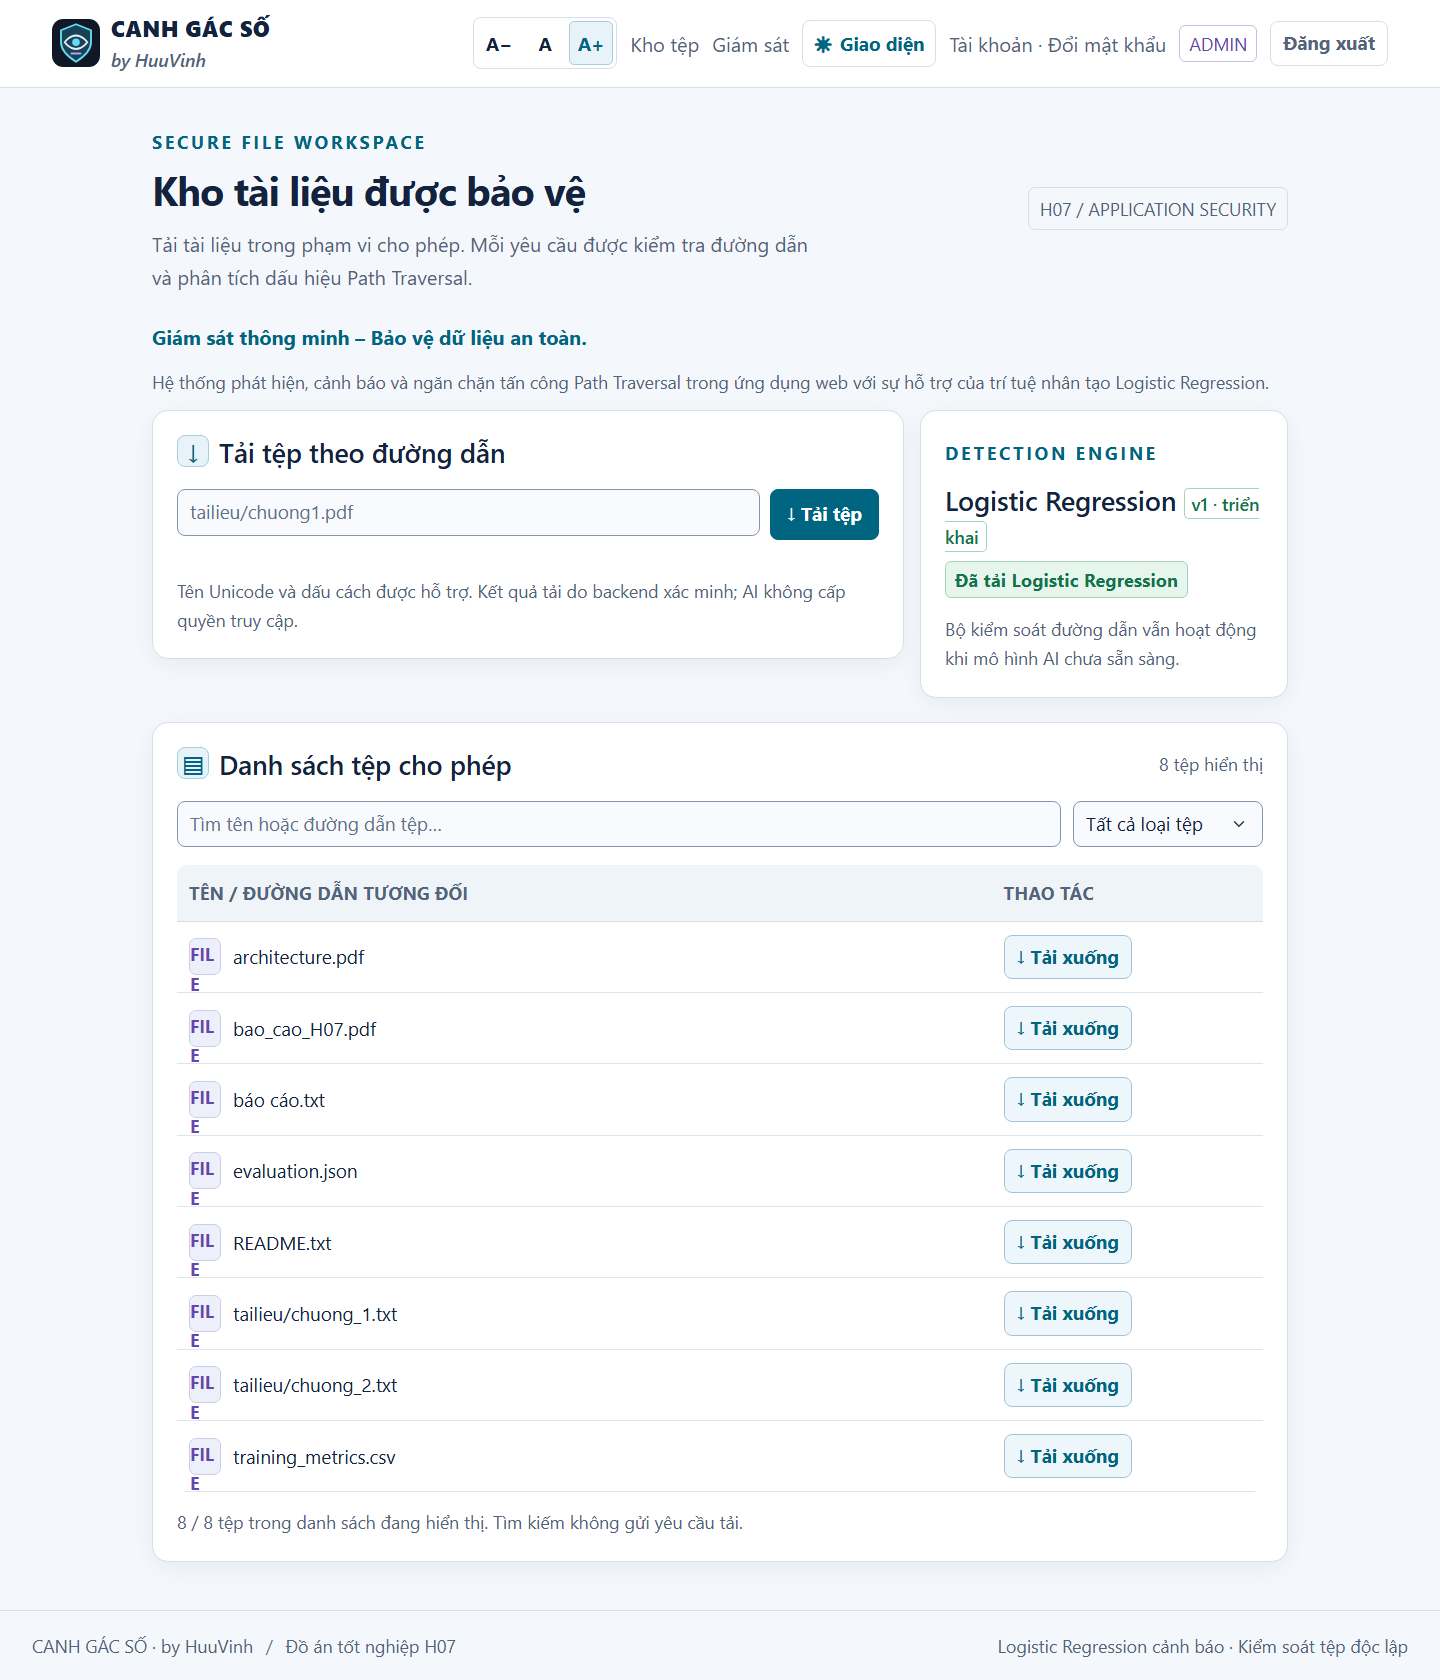 CANH GÁC SỐ
by HuuVinh
A− A A+ Kho tệp Giám sát ☀ Giao diện Tài khoản · Đổi mật khẩu ADMIN Đăng xuất
SECURE FILE WORKSPACE
Kho tài liệu được bảo vệ
H07 / APPLICATION SECURITY
Tải tài liệu trong phạm vi cho phép. Mỗi yêu cầu được kiểm tra đường dẫn
và phân tích dấu hiệu Path Traversal.
Giám sát thông minh – Bảo vệ dữ liệu an toàn.
Hệ thống phát hiện, cảnh báo và ngăn chặn tấn công Path Traversal trong ứng dụng web với sự hỗ trợ của trí tuệ nhân tạo Logistic Regression.
↓ Tải tệp theo đường dẫn
tailieu/chuong1.pdf
↓ Tải tệp
Tên Unicode và dấu cách được hỗ trợ. Kết quả tải do backend xác minh; AI không cấp
quyền truy cập.
DETECTION ENGINE
Logistic Regression v1 · triển
khai
Đã tải Logistic Regression
Bộ kiểm soát đường dẫn vẫn hoạt động
khi mô hình AI chưa sẵn sàng.
▤ Danh sách tệp cho phép
8 tệp hiển thị
Tìm tên hoặc đường dẫn tệp...
Tất cả loại tệp
TÊN / ĐƯỜNG DẪN TƯƠNG ĐỐI THAO TÁC
FIL
E
architecture.pdf ↓ Tải xuống
FIL
E
bao_cao_H07.pdf ↓ Tải xuống
FIL
E
báo cáo.txt ↓ Tải xuống
FIL
E
evaluation.json ↓ Tải xuống
FIL
E
README.txt ↓ Tải xuống
FIL
E
tailieu/chuong_1.txt ↓ Tải xuống
FIL
E
tailieu/chuong_2.txt ↓ Tải xuống
FIL
E
training_metrics.csv ↓ Tải xuống
8 / 8 tệp trong danh sách đang hiển thị. Tìm kiếm không gửi yêu cầu tải.
CANH GÁC SỐ · by HuuVinh / Đồ án tốt nghiệp H07
Logistic Regression cảnh báo · Kiểm soát tệp độc lập